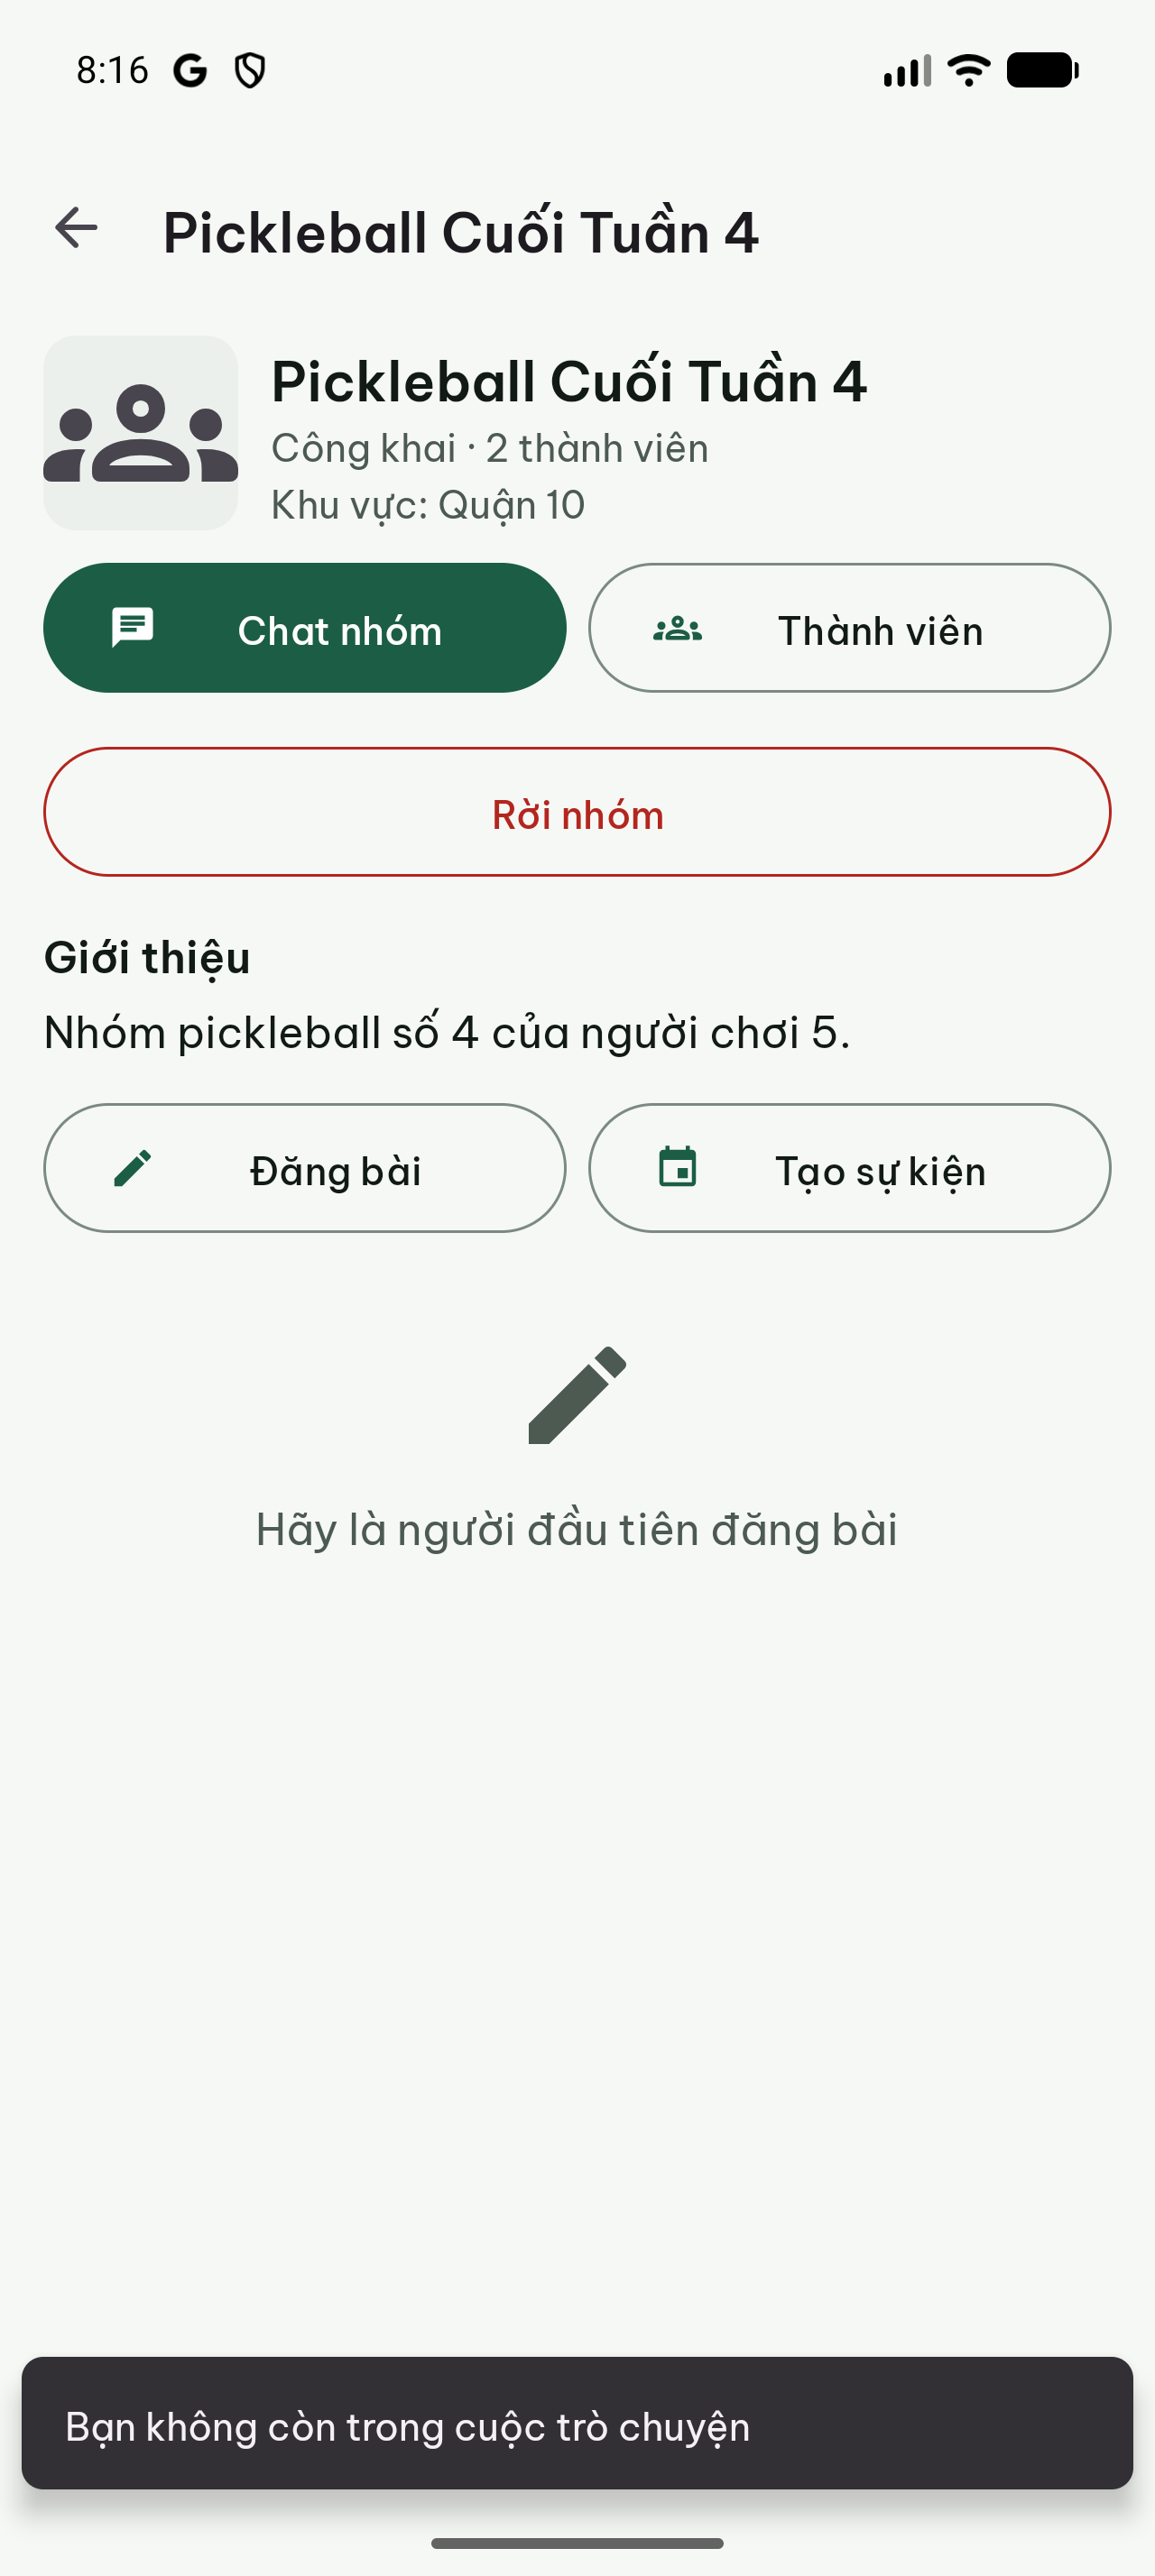 8:16
Pickleball Cuối Tuần 4
Pickleball Cuối Tuần 4
Công khai · 2 thành viên
Khu vực: Quận 10
Chat nhóm
Thành viên
Rời nhóm
Giới thiệu
Nhóm pickleball số 4 của người chơi 5.
Đăng bài
Tạo sự kiện
Hãy là người đầu tiên đăng bài
Bạn không còn trong cuộc trò chuyện